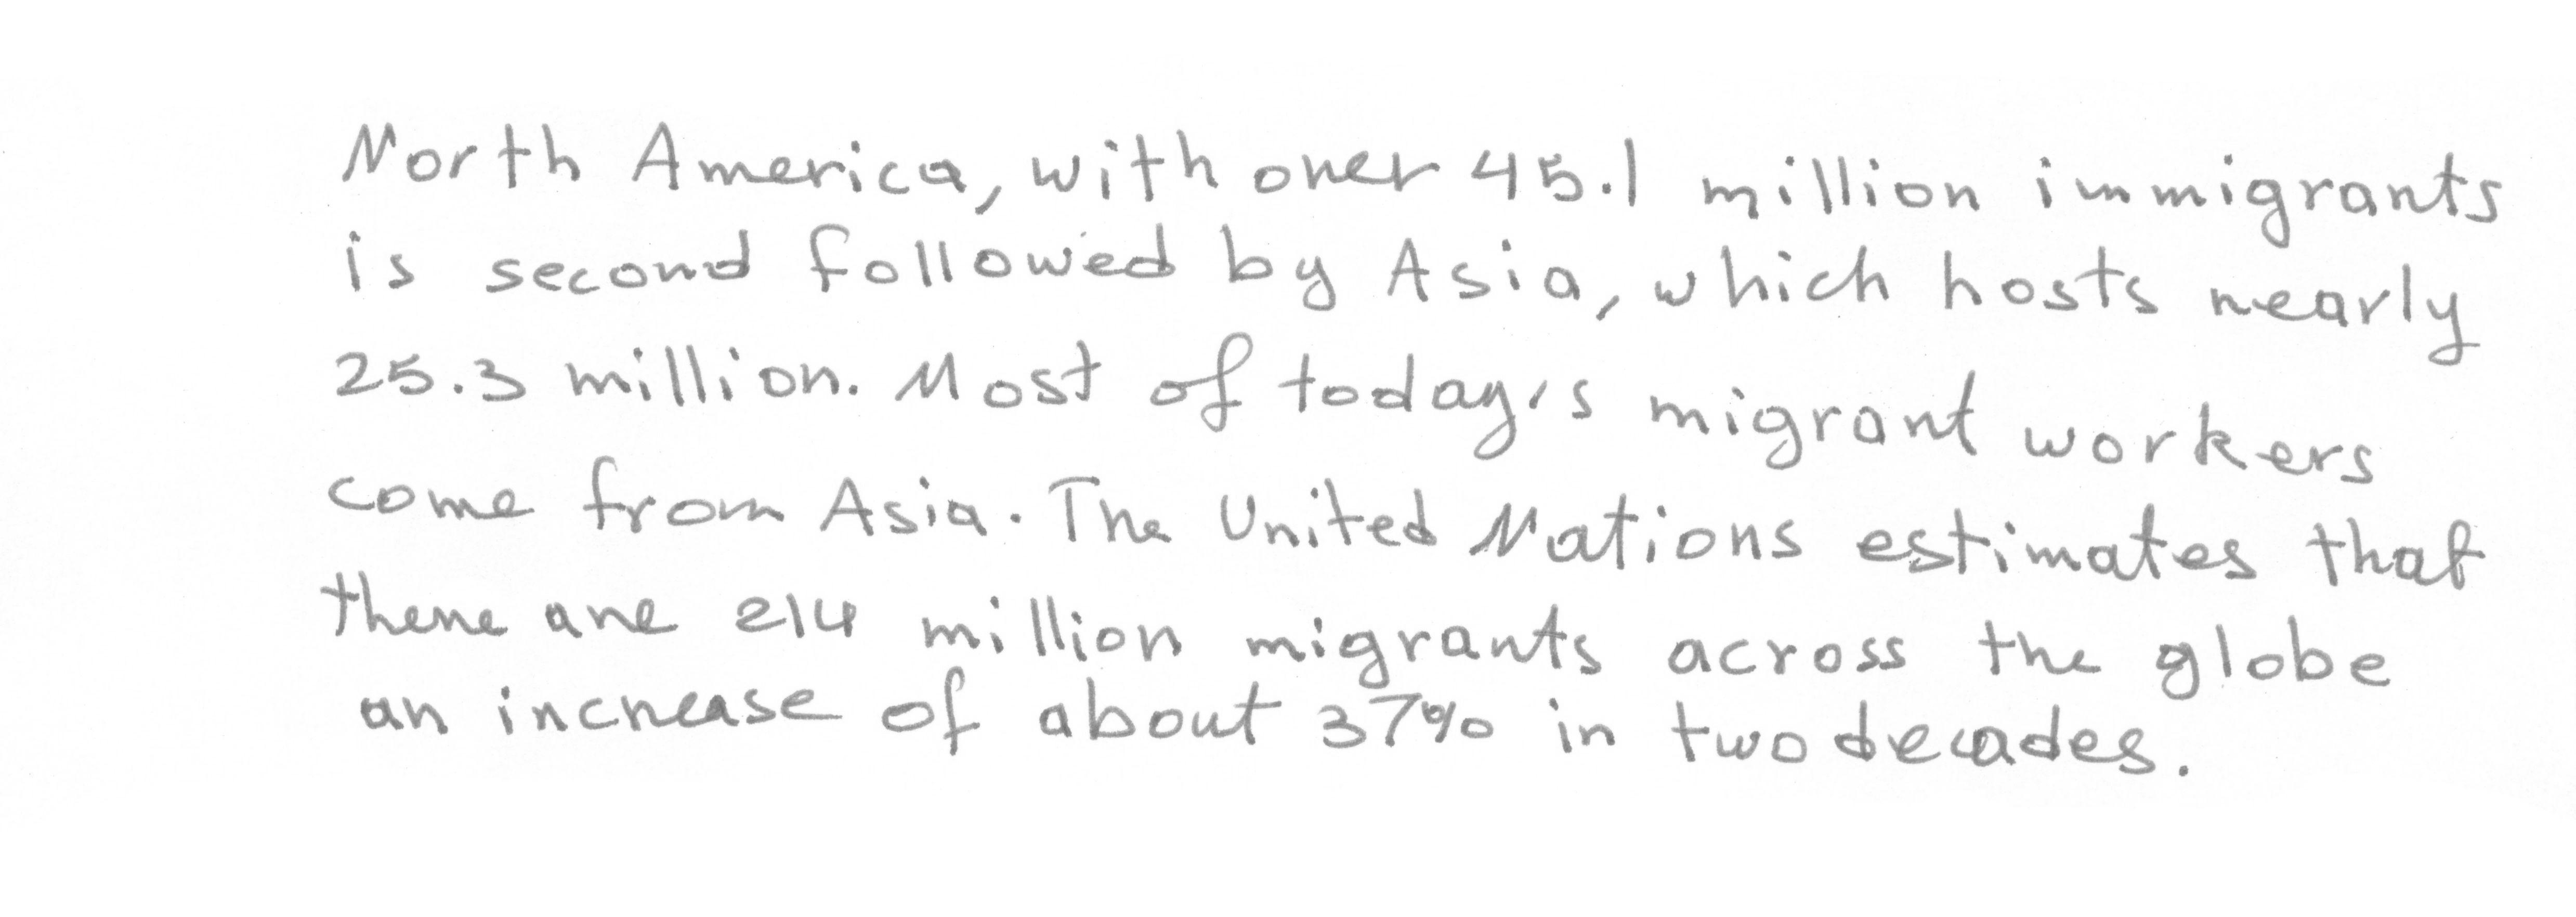 North America, with over 45.1 million immigrants
is second followed by Asia, which hosts nearly
25.3 million. Most of today's migrant workers
come from Asia. The United Nations estimates that
there are 214 million migrants across the globe
an increase of about 37% in two decades.